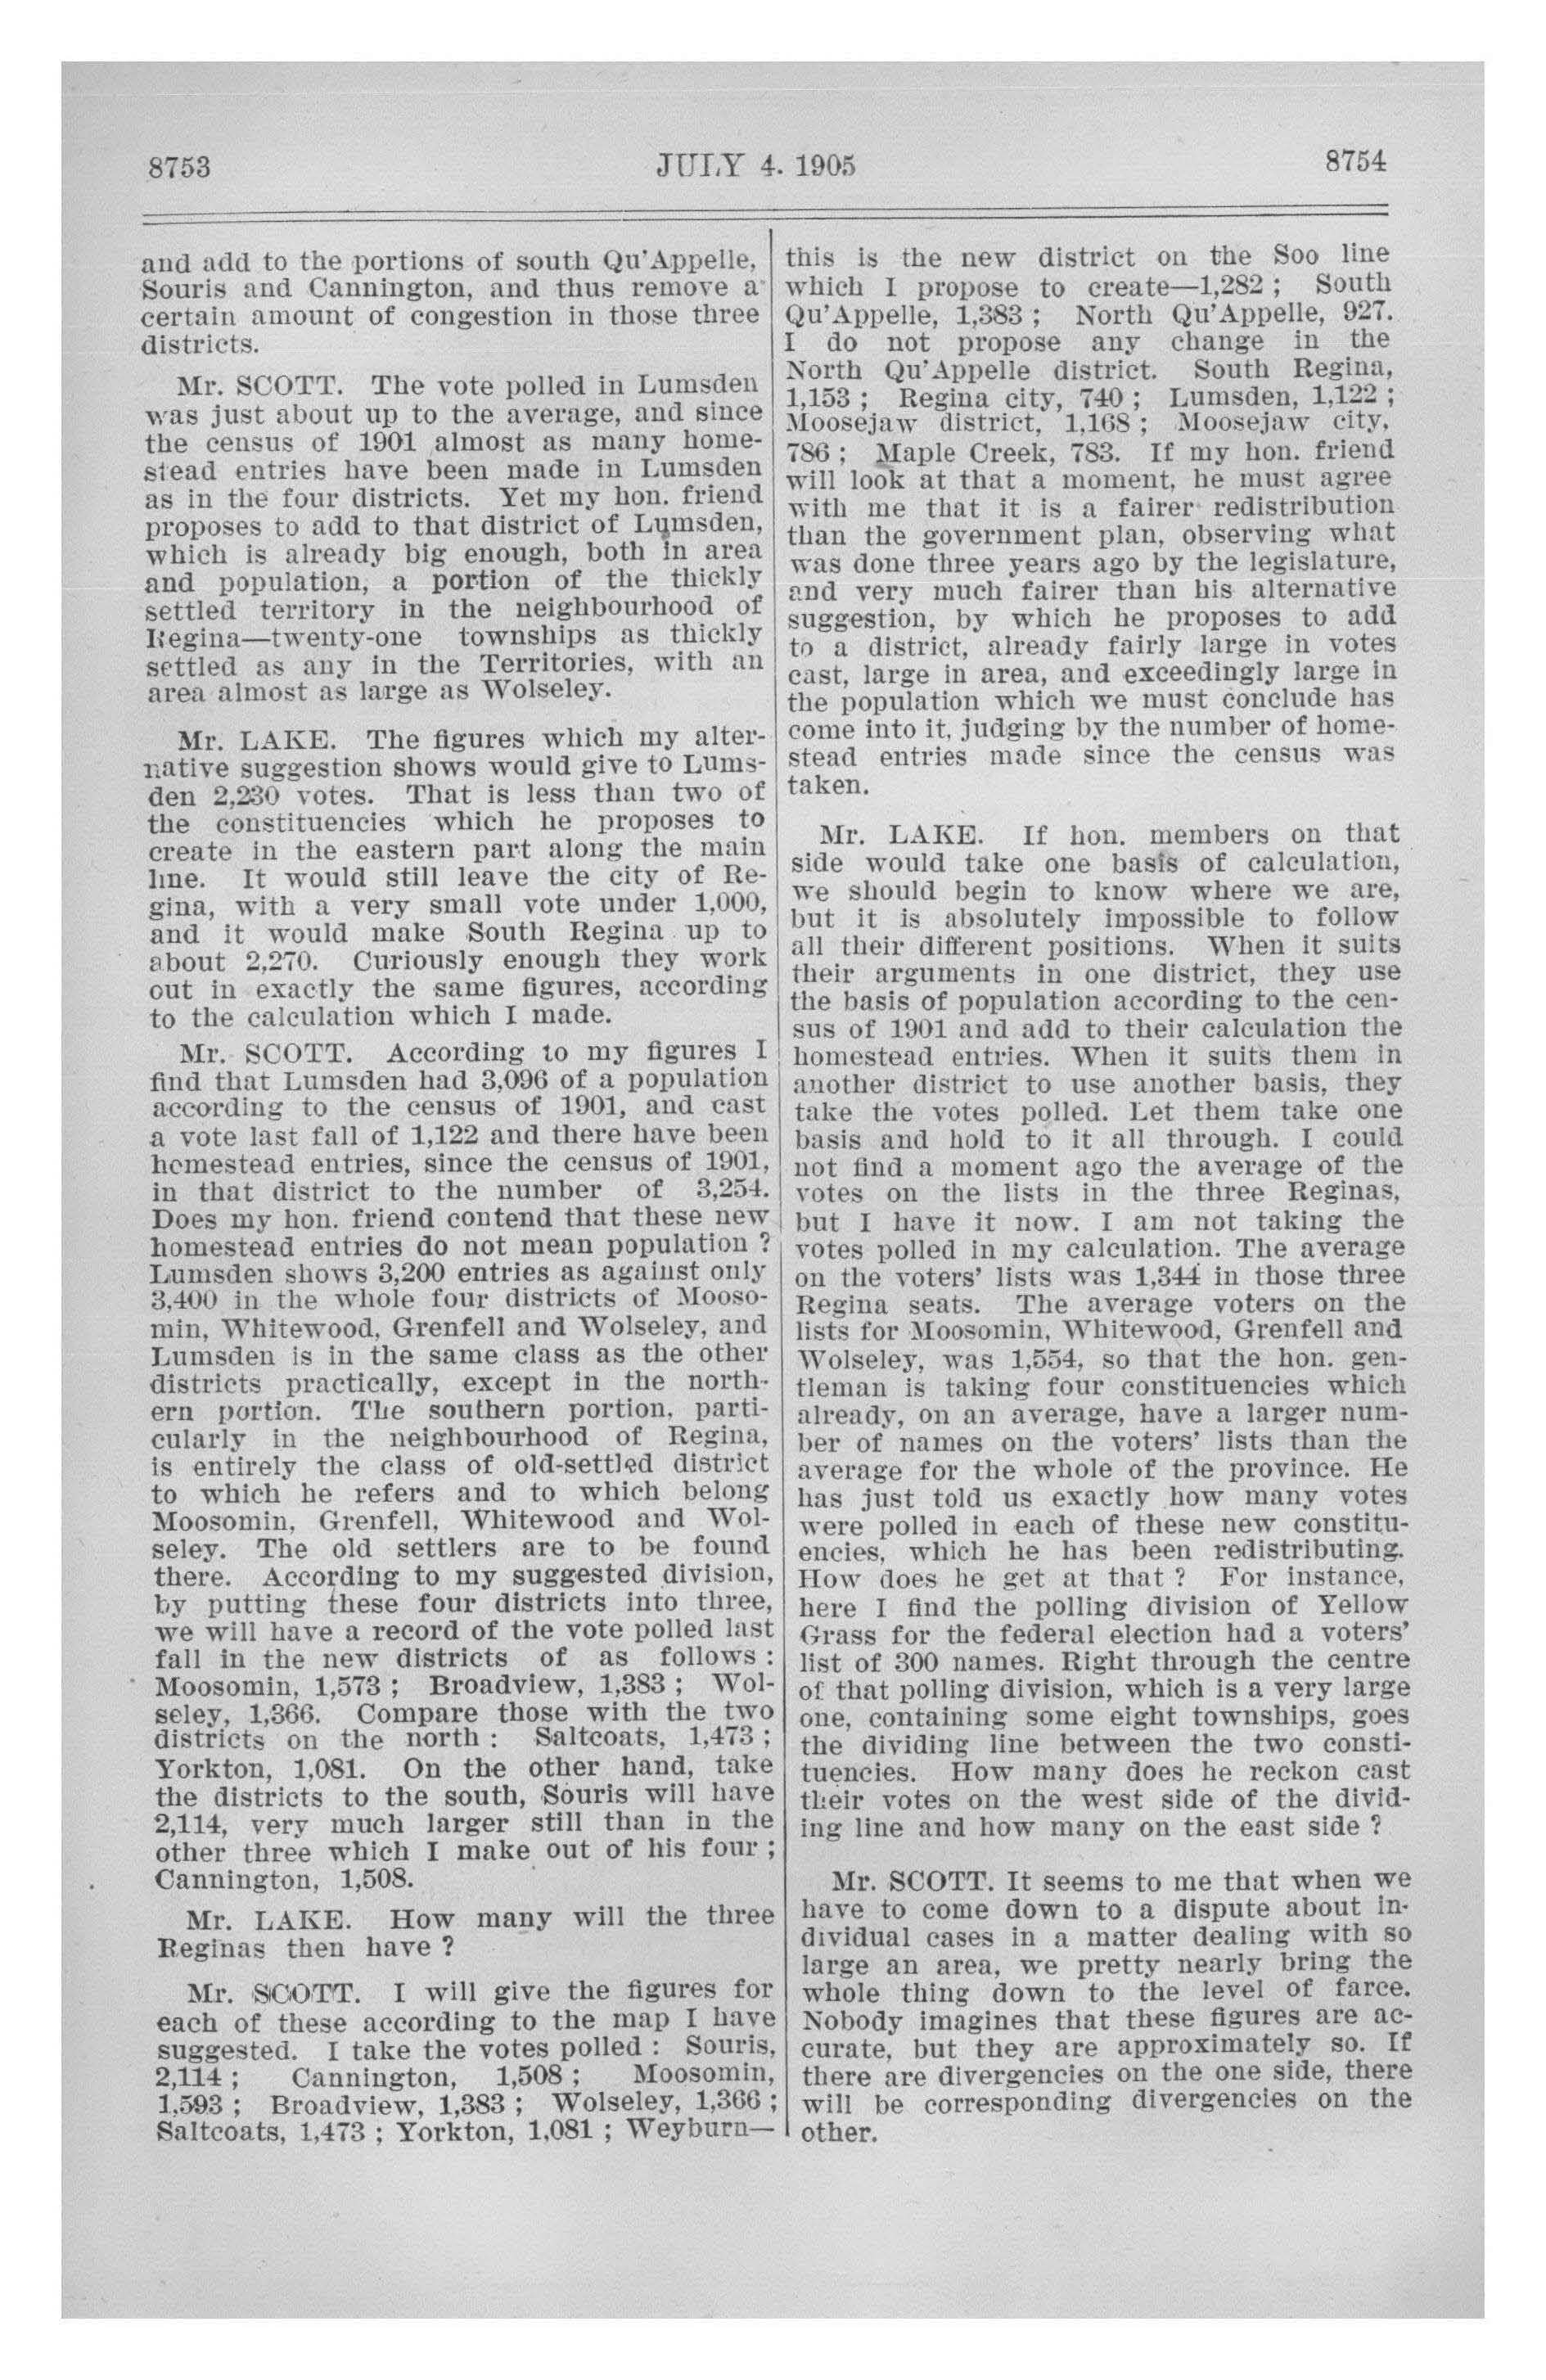 8753
JULY 4. 1905
8754
and add to the portions of south Qu'Appelle,
Souris and Cannington, and thus remove a
certain amount of congestion in those three
districts.
Mr. SCOTT. The vote polled in Lumsden
was just about up to the average, and since
the census of 1901 almost as many home-
stead entries have been made in Lumsden
as in the four districts. Yet my hon. friend
proposes to add to that district of Lumsden,
which is already big enough, both in area
and population, a portion of the thickly
settled territory in the neighbourhood of
Regina—twenty-one townships as thickly
settled as any in the Territories, with an
area almost as large as Wolseley.
Mr. LAKE. The figures which my alter-
native suggestion shows would give to Lums-
den 2,230 votes. That is less than two of
the constituencies which he proposes to
create in the eastern part along the main
line. It would still leave the city of Re-
gina, with a very small vote under 1,000,
and it would make South Regina up to
about 2,270. Curiously enough they work
out in exactly the same figures, according
to the calculation which I made.
Mr. SCOTT. According to my figures I
find that Lumsden had 3,096 of a population
according to the census of 1901, and cast
a vote last fall of 1,122 and there have been
homestead entries, since the census of 1901,
in that district to the number of 3,254.
Does my hon. friend contend that these new
homestead entries do not mean population ?
Lumsden shows 3,200 entries as against only
3,400 in the whole four districts of Mooso-
min, Whitewood, Grenfell and Wolseley, and
Lumsden is in the same class as the other
districts practically, except in the north-
ern portion. The southern portion, parti-
cularly in the neighbourhood of Regina,
is entirely the class of old-settled district
to which he refers and to which belong
Moosomin, Grenfell, Whitewood and Wol-
seley. The old settlers are to be found
there. According to my suggested division,
by putting these four districts into three,
we will have a record of the vote polled last
fall in the new districts of as follows :
Moosomin, 1,573 ; Broadview, 1,383 ; Wol-
seley, 1,366. Compare those with the two
districts on the north : Saltcoats, 1,473 ;
Yorkton, 1,081. On the other hand, take
the districts to the south, Souris will have
2,114, very much larger still than in the
other three which I make out of his four ;
Cannington, 1,508.
Mr. LAKE. How many will the three
Reginas then have ?
Mr. SCOTT. I will give the figures for
each of these according to the map I have
suggested. I take the votes polled : Souris,
2,114 ; Cannington, 1,508 ; Moosomin,
1,593 ; Broadview, 1,383 ; Wolseley, 1,366 ;
Saltcoats, 1,473 ; Yorkton, 1,081 ; Weyburn—
this is the new district on the Soo line
which I propose to create—1,282 ; South
Qu'Appelle, 1,383 ; North Qu'Appelle, 927.
I do not propose any change in the
North Qu'Appelle district. South Regina,
1,153 ; Regina city, 740 ; Lumsden, 1,122 ;
Moosejaw district, 1,168 ; Moosejaw city,
786 ; Maple Creek, 783. If my hon. friend
will look at that a moment, he must agree
with me that it is a fairer redistribution
than the government plan, observing what
was done three years ago by the legislature,
and very much fairer than his alternative
suggestion, by which he proposes to add
to a district, already fairly large in votes
cast, large in area, and exceedingly large in
the population which we must conclude has
come into it, judging by the number of home-
stead entries made since the census was
taken.
Mr. LAKE. If hon. members on that
side would take one basis of calculation,
we should begin to know where we are,
but it is absolutely impossible to follow
all their different positions. When it suits
their arguments in one district, they use
the basis of population according to the cen-
sus of 1901 and add to their calculation the
homestead entries. When it suits them in
another district to use another basis, they
take the votes polled. Let them take one
basis and hold to it all through. I could
not find a moment ago the average of the
votes on the lists in the three Reginas,
but I have it now. I am not taking the
votes polled in my calculation. The average
on the voters' lists was 1,344 in those three
Regina seats. The average voters on the
lists for Moosomin, Whitewood, Grenfell and
Wolseley, was 1,554, so that the hon. gen-
tleman is taking four constituencies which
already, on an average, have a larger num-
ber of names on the voters' lists than the
average for the whole of the province. He
has just told us exactly how many votes
were polled in each of these new constitu-
encies, which he has been redistributing.
How does he get at that ? For instance,
here I find the polling division of Yellow
Grass for the federal election had a voters'
list of 300 names. Right through the centre
of that polling division, which is a very large
one, containing some eight townships, goes
the dividing line between the two consti-
tuencies. How many does he reckon cast
their votes on the west side of the divid-
ing line and how many on the east side ?
Mr. SCOTT. It seems to me that when we
have to come down to a dispute about in-
dividual cases in a matter dealing with so
large an area, we pretty nearly bring the
whole thing down to the level of farce.
Nobody imagines that these figures are ac-
curate, but they are approximately so. If
there are divergencies on the one side, there
will be corresponding divergencies on the
other.